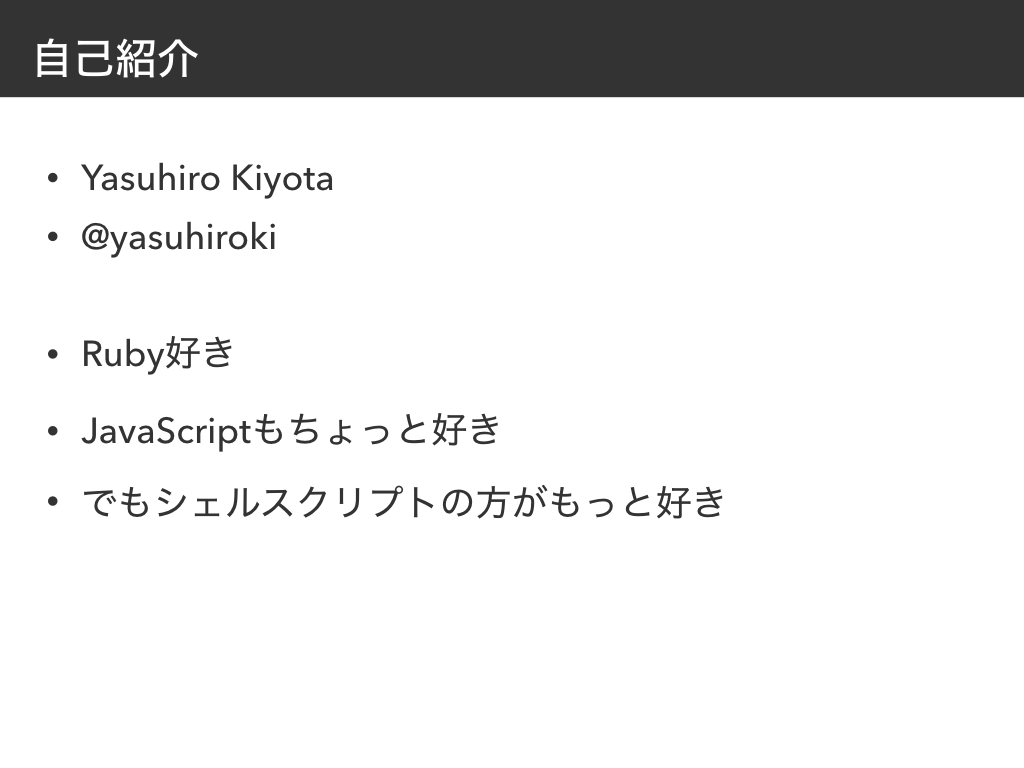 自己紹介
• Yasuhiro Kiyota
• @yasuhiroki
• Ruby好き
• JavaScriptもちょっと好き
• でもシェルスクリプトの方がもっと好き